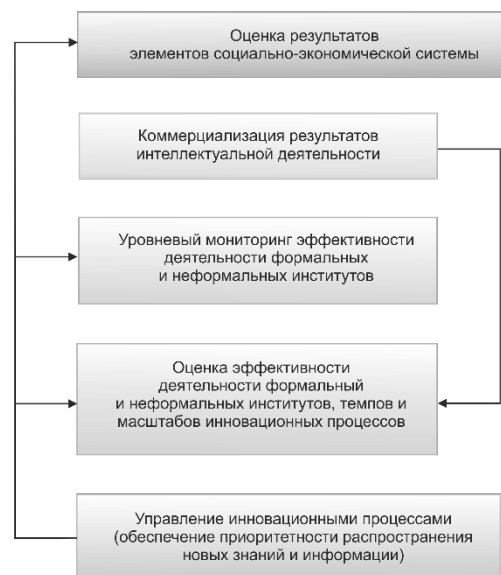 Оценка результатов
элементов социально-экономической системы
Коммерциализация результатов
интеллектуальной деятельности
Уровневый мониторинг эффективности
деятельности формальных
и неформальных институтов
Оценка эффективности
деятельности формальный
и неформальных институтов, темпов и
масштабов инновационных процессов
Управление инновационными процессами
(обеспечение приоритетности распространения
новых знаний и информации)